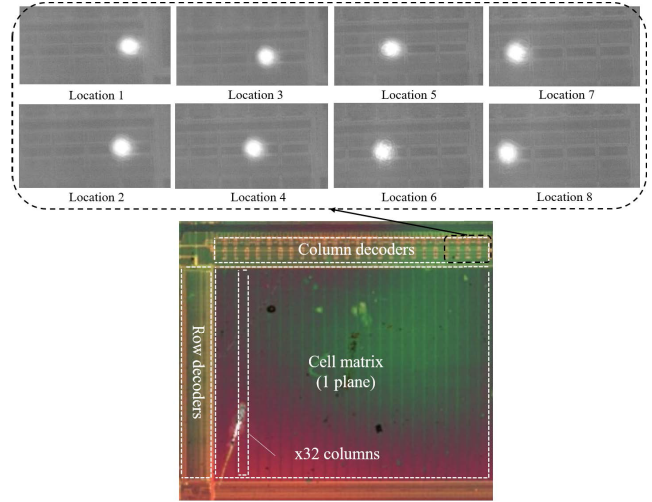 Location 1
Location 3
Location 5
Location 7
Location 2
Location 4
Location 6
Location 8
Column decoders
Row decoders
Cell matrix
(1 plane)
x32 columns